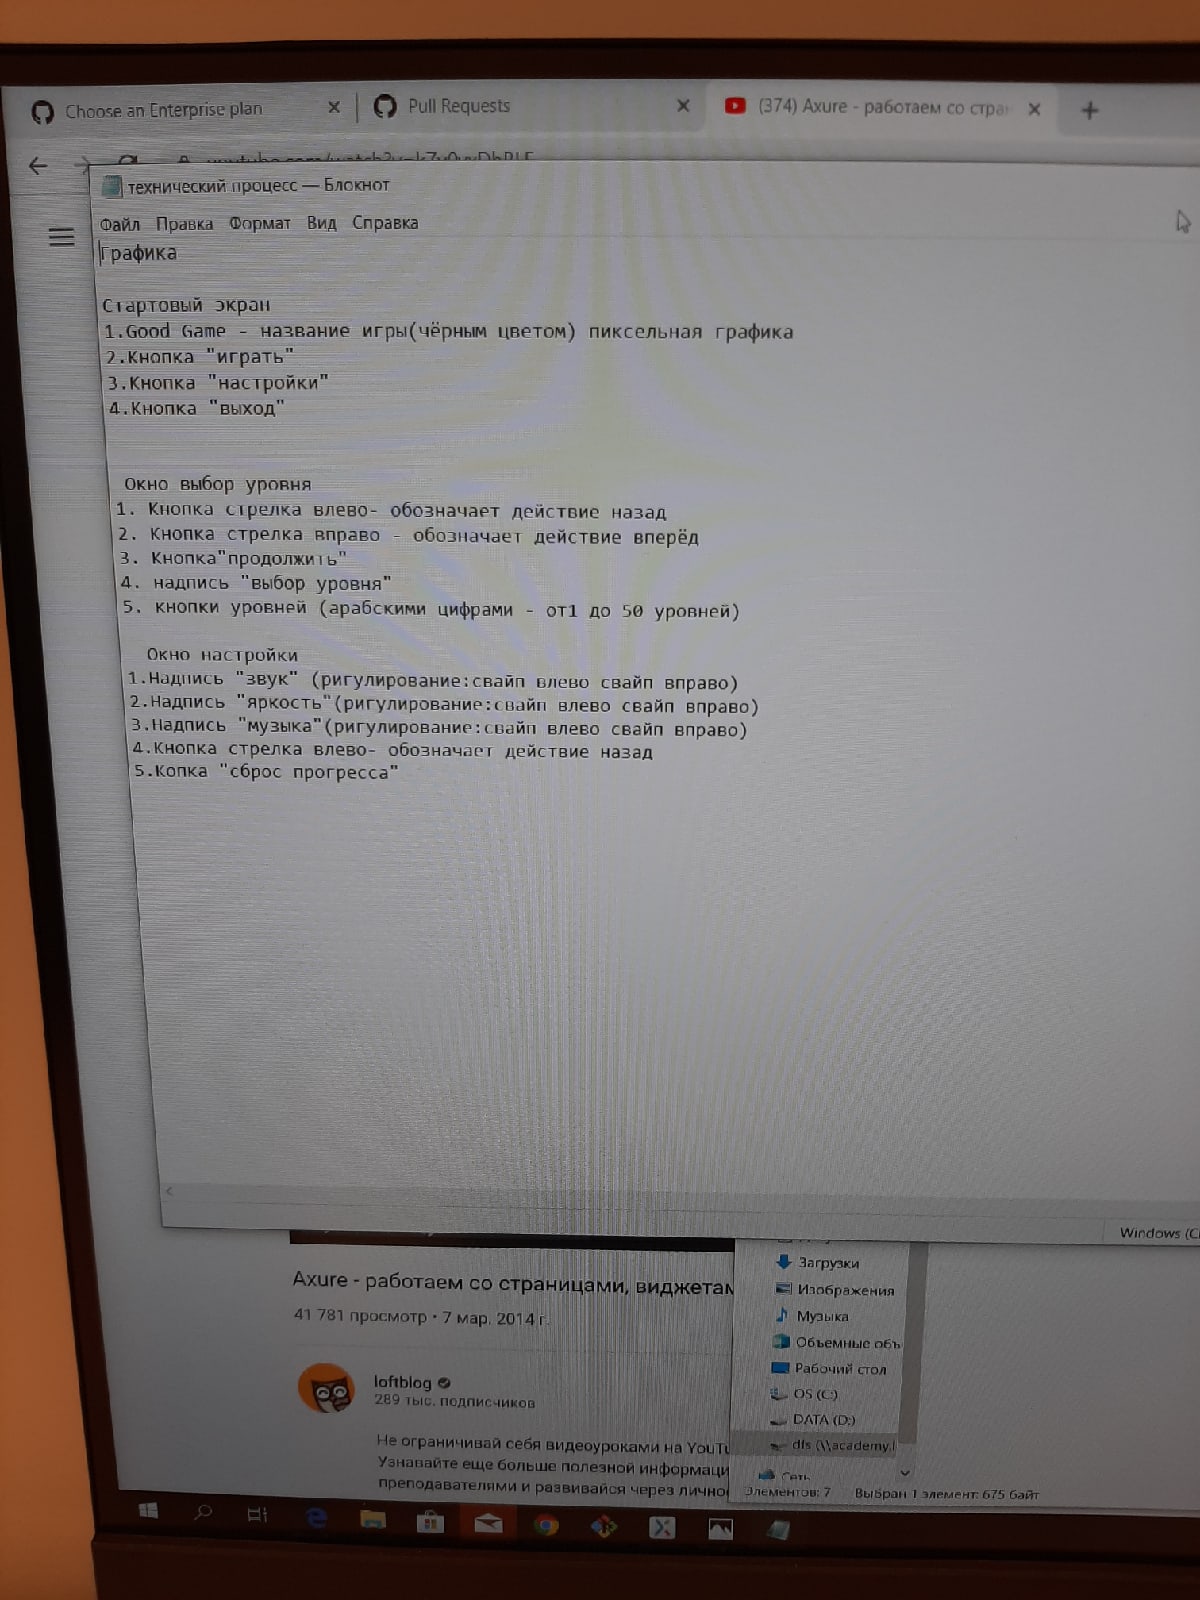 Choose an Enterprise plan
Pull Requests
(374) Axure - работаем со стра
технический процесс — Блокнот
Файл Правка Формат Вид Справка
Графика
Стартовый экран
1.Good Game - название игры(чёрным цветом) пиксельная графика
2.Кнопка "играть"
3.Кнопка "настройки"
4.Кнопка "выход"
Окно выбор уровня
1. Кнопка стрелка влево- обозначает действие назад
2. Кнопка стрелка вправо - обозначает действие вперёд
3. Кнопка"продолжить"
4. надпись "выбор уровня"
5. кнопки уровней (арабскими цифрами - от1 до 50 уровней)
Окно настройки
1.Надпись "звук" (ригулирование:свайп влево свайп вправо)
2.Надпись "яркость"(ригулирование:свайп влево свайп вправо)
3.Надпись "музыка"(ригулирование:свайп влево свайп вправо)
4.Кнопка стрелка влево- обозначает действие назад
5.Копка "сброс прогресса"
Windows (C
Axure - работаем со страницами, виджетам
41 781 просмотр • 7 мар. 2014 г.
loftblog
289 тыс. подписчиков
Не ограничивай себя видеоуроками на YouTu
Узнавайте еще больше полезной информаци
преподавателями и развивайся через лично
Загрузки
Изображения
Музыка
Объемные объ
Рабочий стол
OS (C:)
DATA (D:)
dfs (\\academy.l
Сеть
Элементов: 7 Выбран 1 элемент: 675 байт